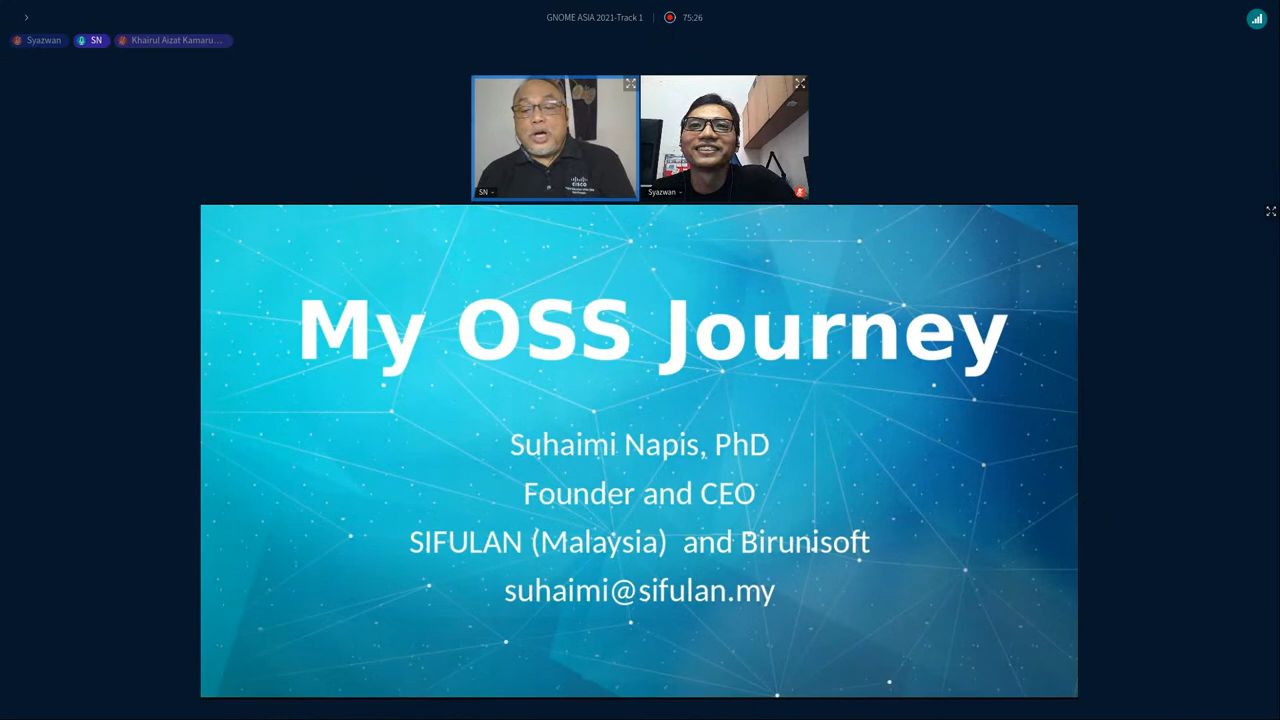 GNOME ASIA 2021-Track 1
75:26
Syazwan
SN
Khairul Aizat Kamaru...
CISCO
SN
Syazwan
My OSS Journey
Suhaimi Napis, PhD
Founder and CEO
SIFULAN (Malaysia) and Birunisoft
suhaimi@sifulan.my